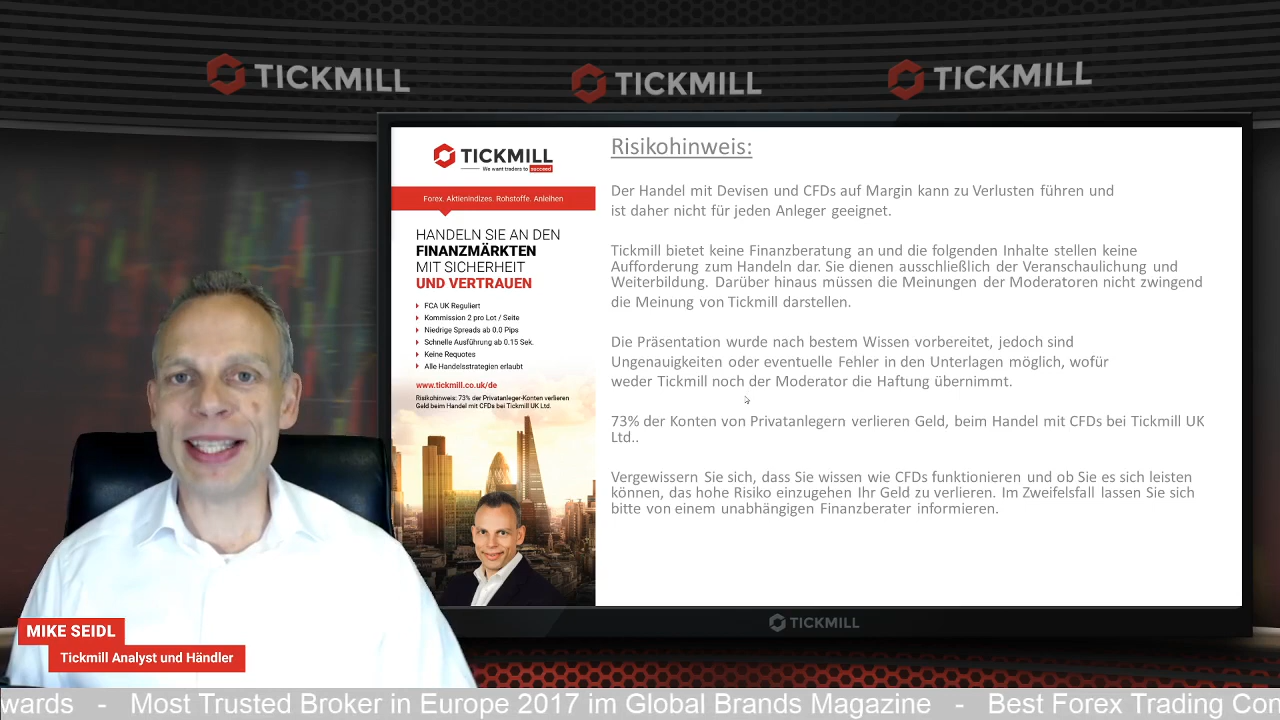 TICKMILL
TICKMILL
TICKMILL
TICKMILL
We want traders to succeed
Forex. Aktienindizes. Rohstoffe. Anleihen
HANDELN SIE AN DEN
FINANZMÄRKTEN
MIT SICHERHEIT
UND VERTRAUEN
FCA UK Reguliert
Kommission 2 pro Lot / Seite
Niedrige Spreads ab 0.0 Pips
Schnelle Ausführung ab 0.15 Sek.
Keine Requotes
Alle Handelsstrategien erlaubt
www.tickmill.co.uk/de
Risikohinweis: 73% der Privatanleger-Konten verlieren
Geld beim Handel mit CFDs bei Tickmill UK Ltd.
Risikohinweis:
Der Handel mit Devisen und CFDs auf Margin kann zu Verlusten führen und
ist daher nicht für jeden Anleger geeignet.
Tickmill bietet keine Finanzberatung an und die folgenden Inhalte stellen keine
Aufforderung zum Handeln dar. Sie dienen ausschließlich der Veranschaulichung und
Weiterbildung. Darüber hinaus müssen die Meinungen der Moderatoren nicht zwingend
die Meinung von Tickmill darstellen.
Die Präsentation wurde nach bestem Wissen vorbereitet, jedoch sind
Ungenauigkeiten oder eventuelle Fehler in den Unterlagen möglich, wofür
weder Tickmill noch der Moderator die Haftung übernimmt.
73% der Konten von Privatanlegern verlieren Geld, beim Handel mit CFDs bei Tickmill UK
Ltd..
Vergewissern Sie sich, dass Sie wissen wie CFDs funktionieren und ob Sie es sich leisten
können, das hohe Risiko einzugehen Ihr Geld zu verlieren. Im Zweifelsfall lassen Sie sich
bitte von einem unabhängigen Finanzberater informieren.
TICKMILL
MIKE SEIDL
Tickmill Analyst und Händler
wards - Most Trusted Broker in Europe 2017 im Global Brands Magazine - Best Forex Trading Con